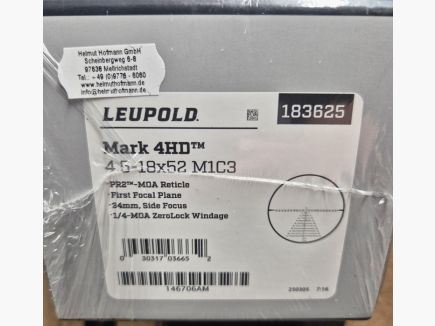 Helmut Hofmann GmbH
Scheinbergweg 6-8
97638 Mellrichstadt
Tel.: +49 (0)9776 - 6060
www.helmuthofmann.de
info@helmuthofmann.de
LEUPOLD®
183625
Mark 4HD™
4.5-18x52 M1C3
-PR2™-MOA Reticle
-First Focal Plane
-34mm, Side Focus
-1/4-MOA ZeroLock Windage
0 30317 03665 2
146706AM